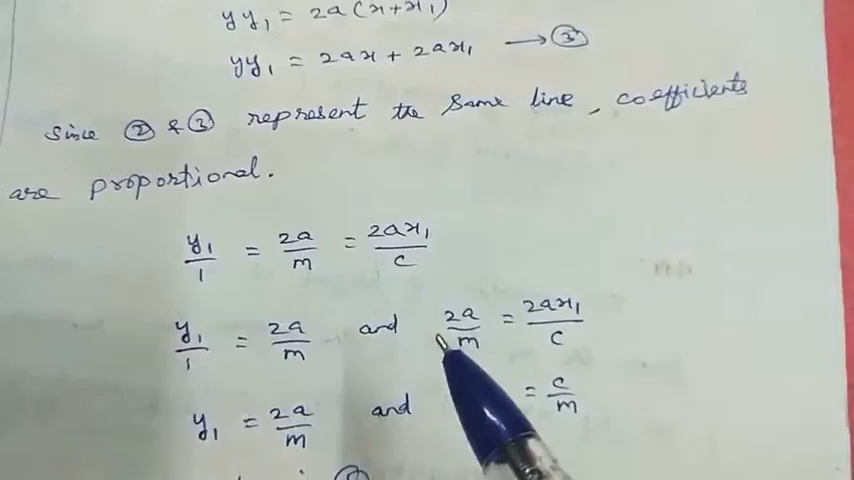 yy₁ = 2a(x+x₁)
yy₁ = 2ax + 2ax₁ → ③
Since ② & ③ represent the same line, coefficients
are proportional.
y₁/1 = 2a/m = 2ax₁/c
y₁/1 = 2a/m and 2a/m = 2ax₁/c
y₁ = 2a/m and = c/m